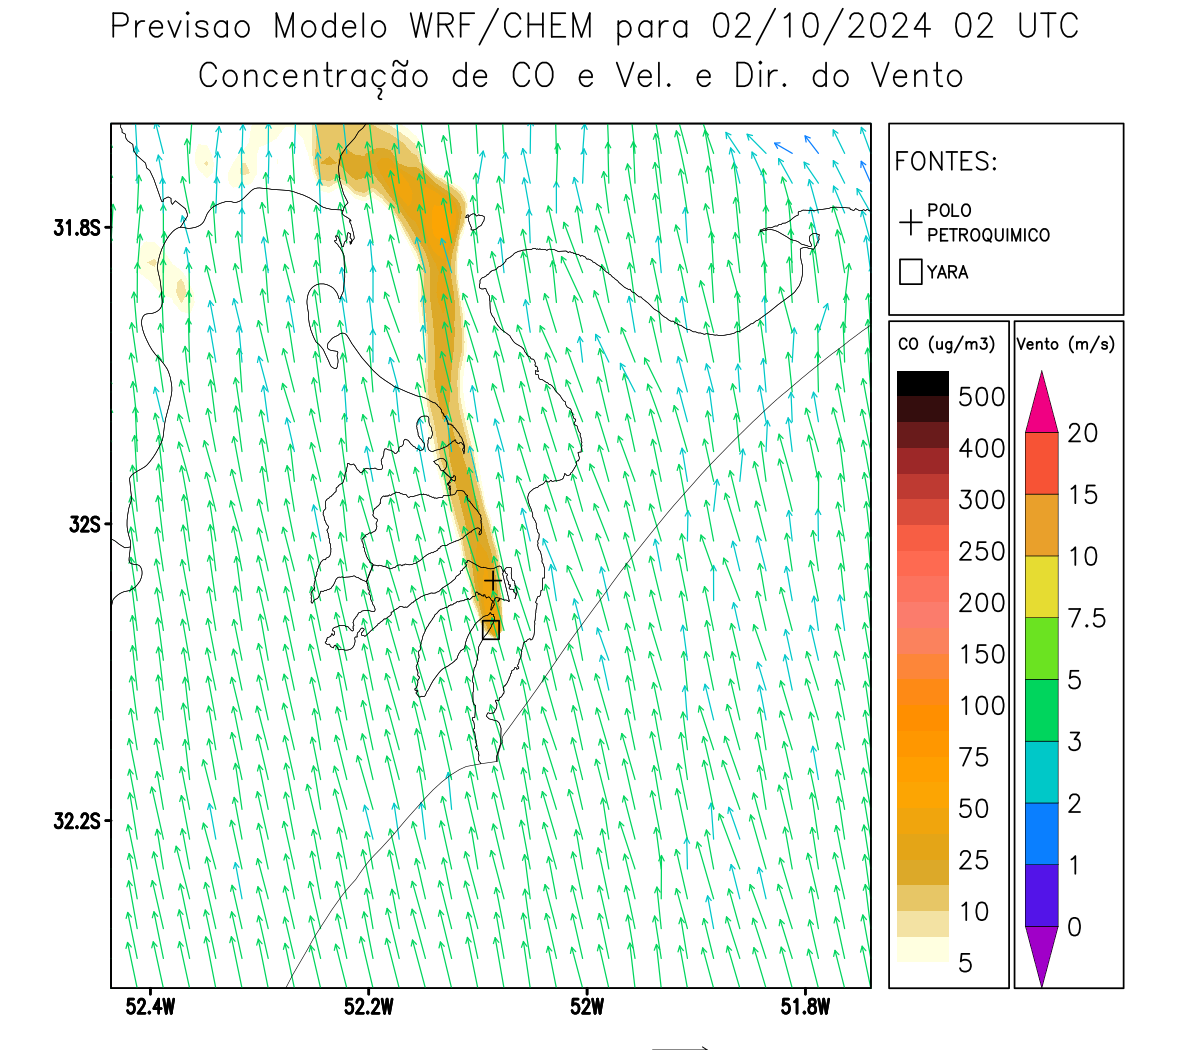 Previsao Modelo WRF/CHEM para 02/10/2024 02 UTC
Concentração de CO e Vel. e Dir. do Vento
FONTES:
POLO
PETROQUIMICO
YARA
CO (ug/m3)
500
400
300
250
200
150
100
75
50
25
10
5
Vento (m/s)
20
15
10
7.5
5
3
2
1
0
31.8S
32S
32.2S
52.4W
52.2W
52W
51.8W